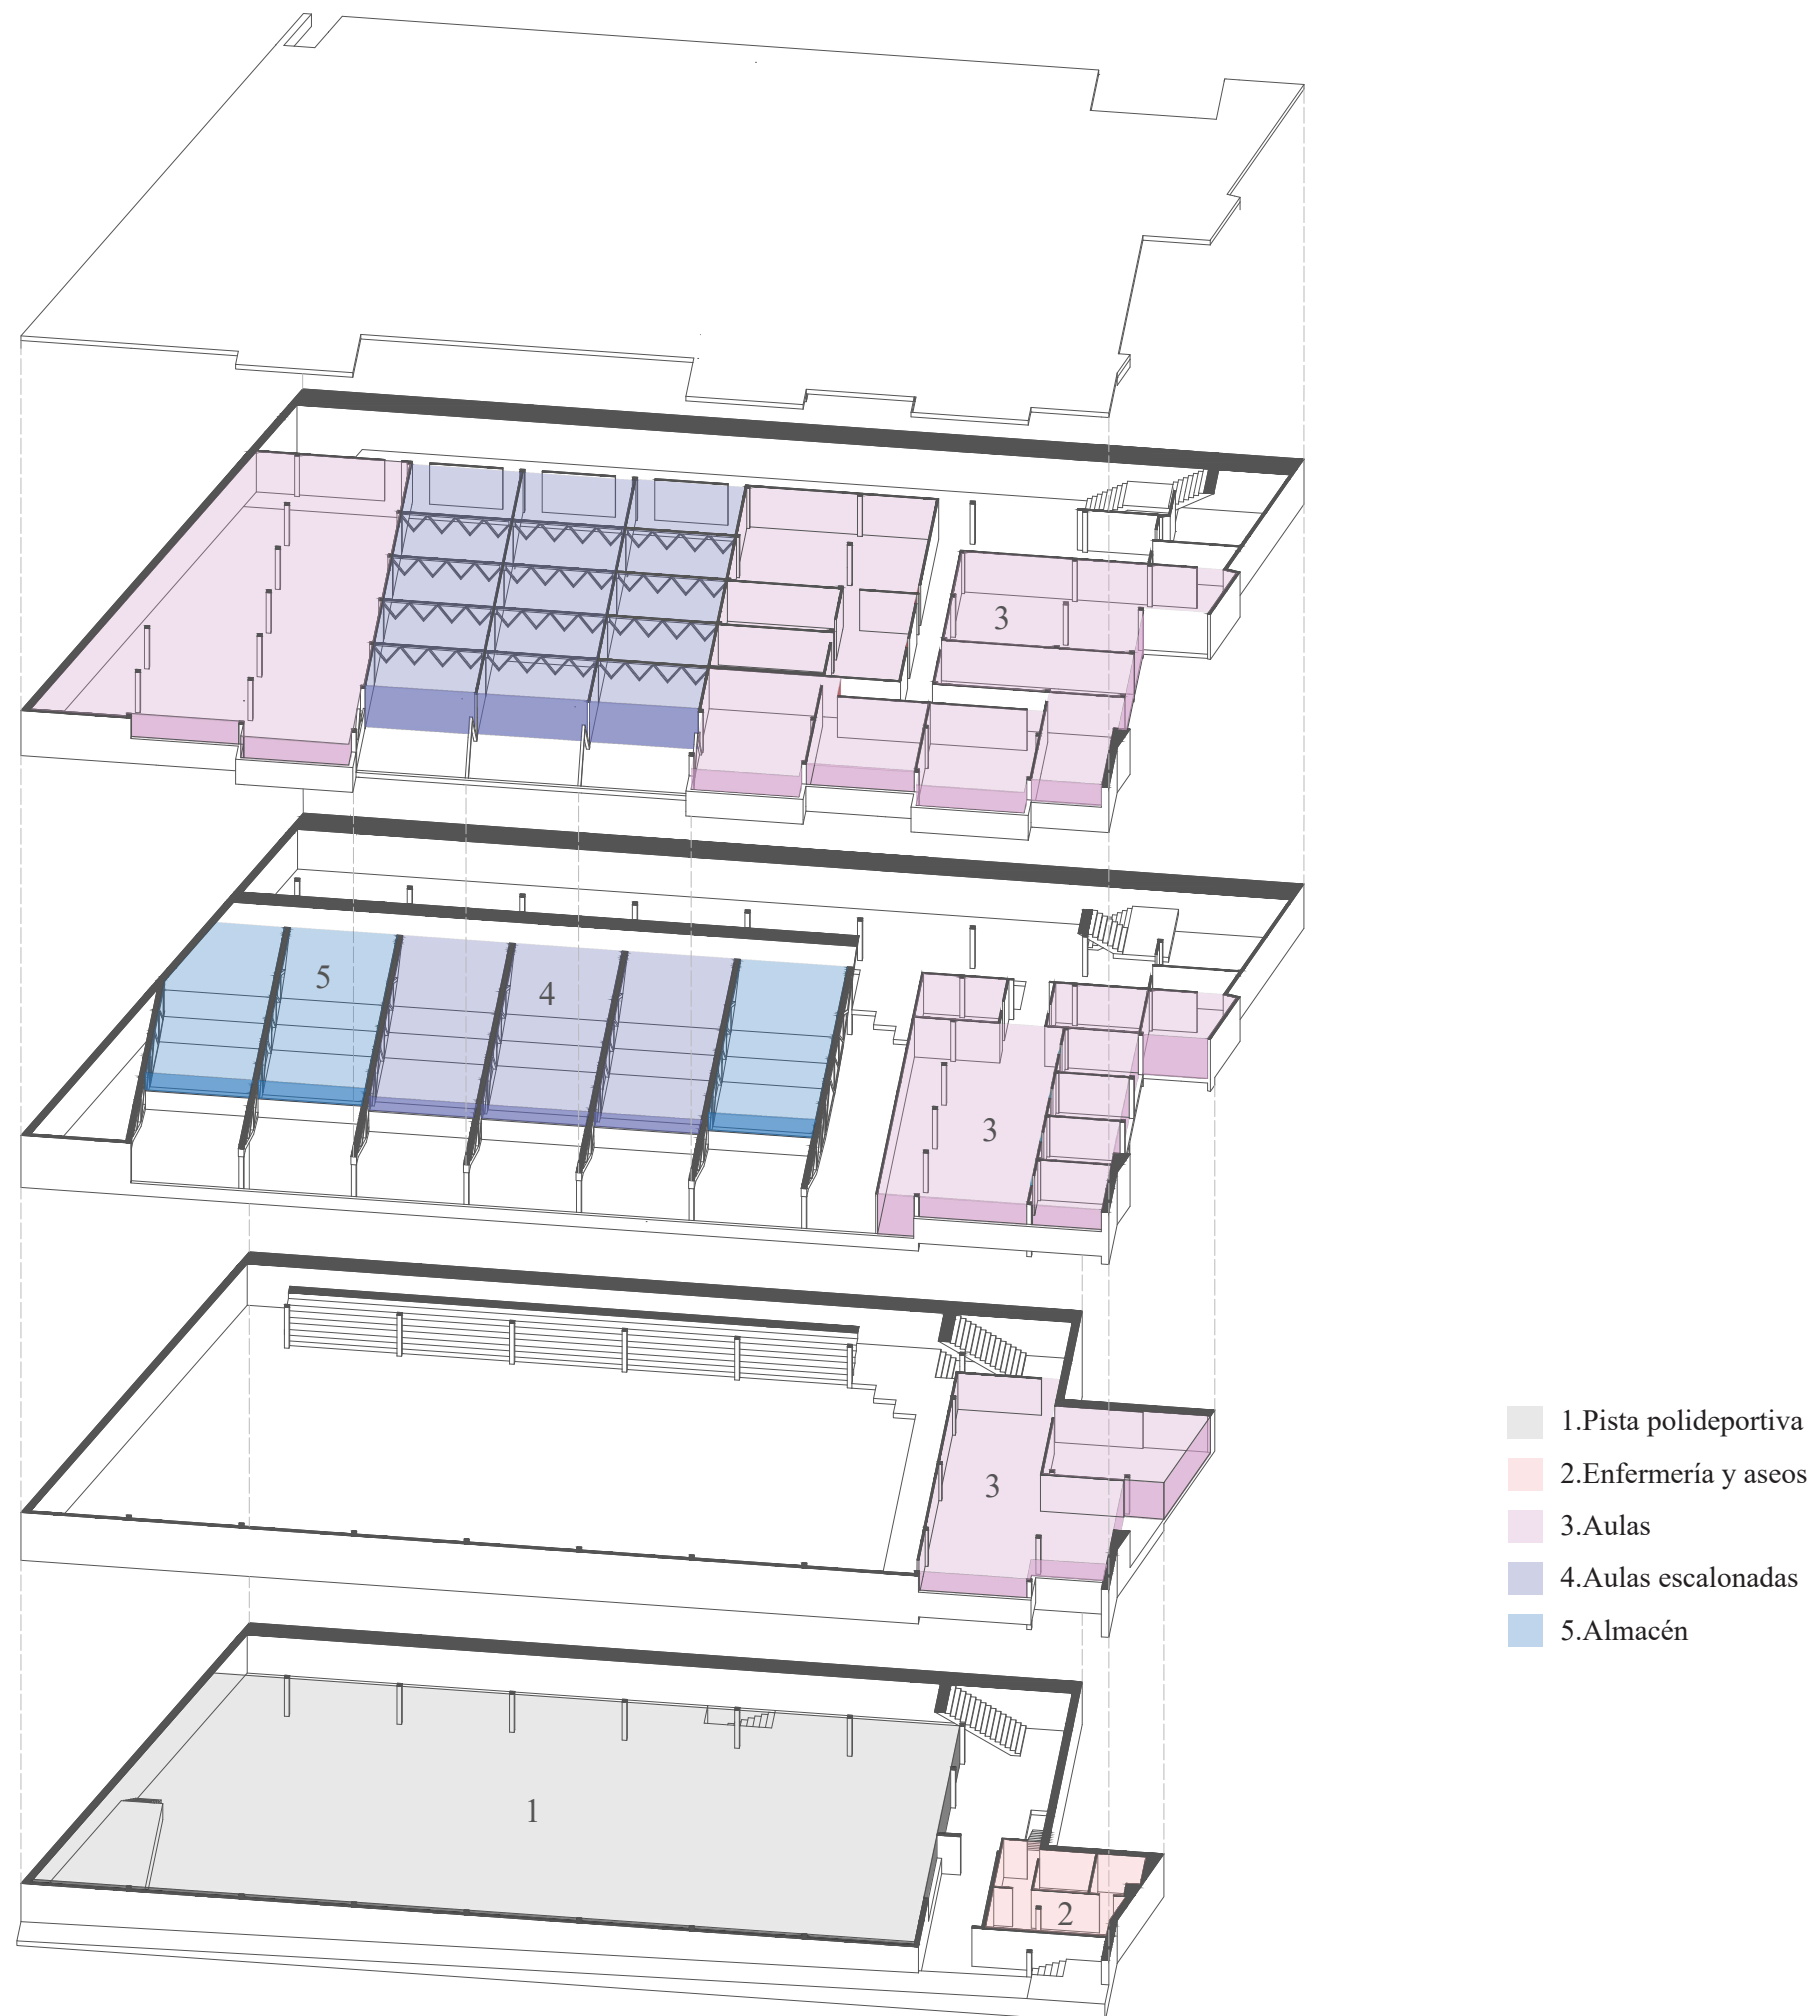 3
5
4
3
3
1.Pista polideportiva
2.Enfermería y aseos
3.Aulas
4.Aulas escalonadas
5.Almacén
1
2